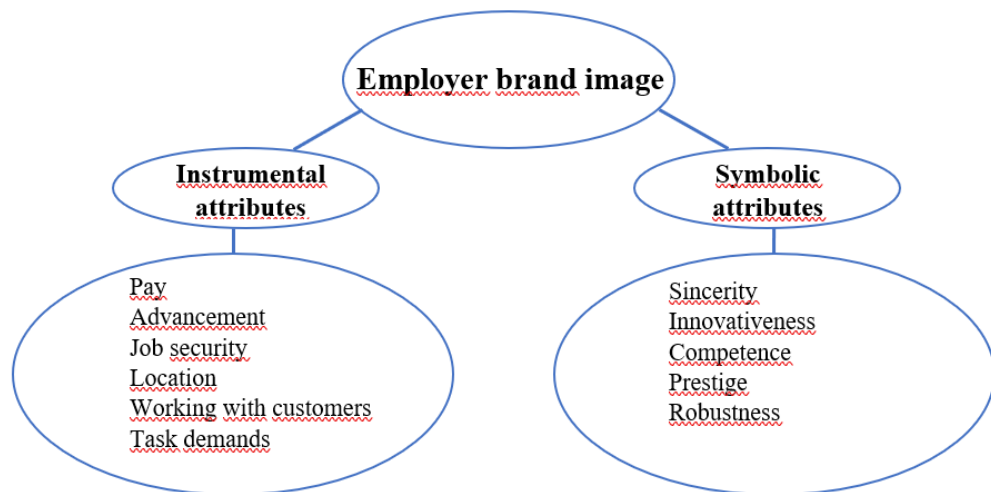 Employer brand image
Instrumental
attributes
Symbolic
attributes
Pay
Advancement
Job security
Location
Working with customers
Task demands
Sincerity
Innovativeness
Competence
Prestige
Robustness